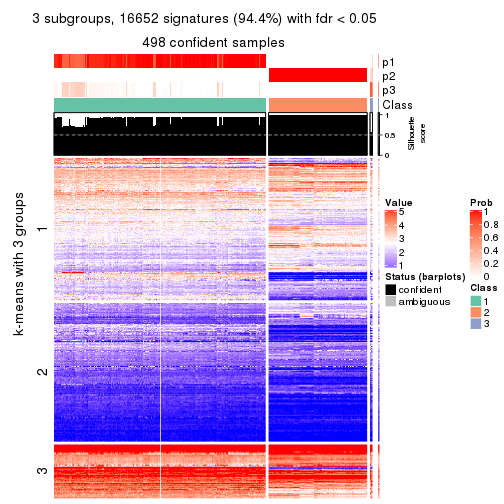 3 subgroups, 16652 signatures (94.4%) with fdr < 0.05
498 confident samples
p1
p2
p3
Class
1
0.5
0
Silhouette
score
k-means with 3 groups
1
2
3
Value
5
4
3
2
1
Status (barplots)
confident
ambiguous
Prob
1
0.8
0.6
0.4
0.2
0
Class
1
2
3